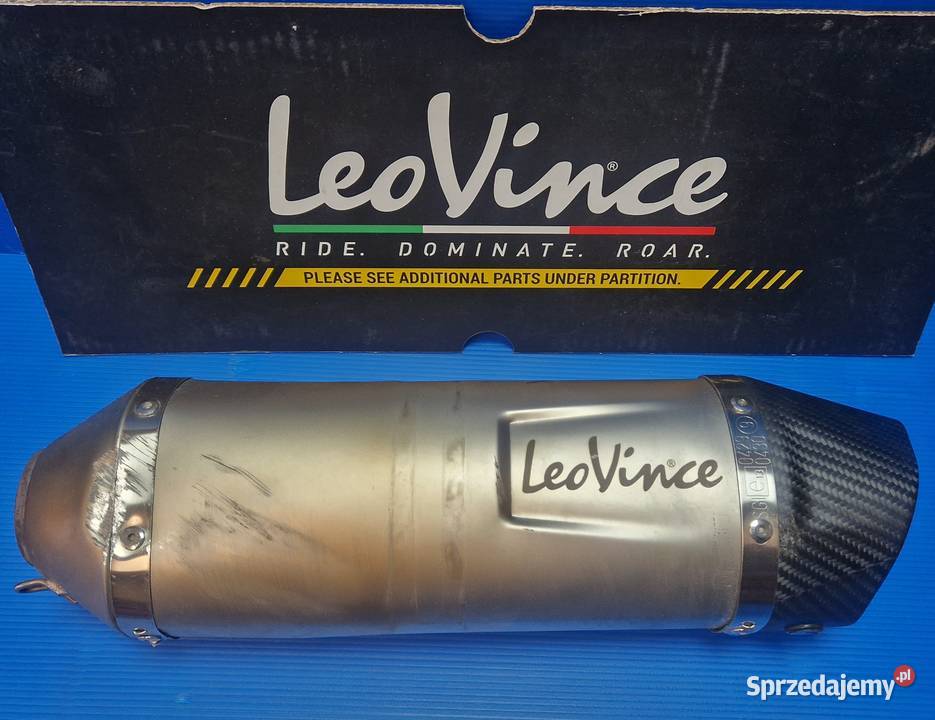 LeoVince®
RIDE. DOMINATE. ROAR.
PLEASE SEE ADDITIONAL PARTS UNDER PARTITION.
LeoVince®
Sprzedajemy.pl